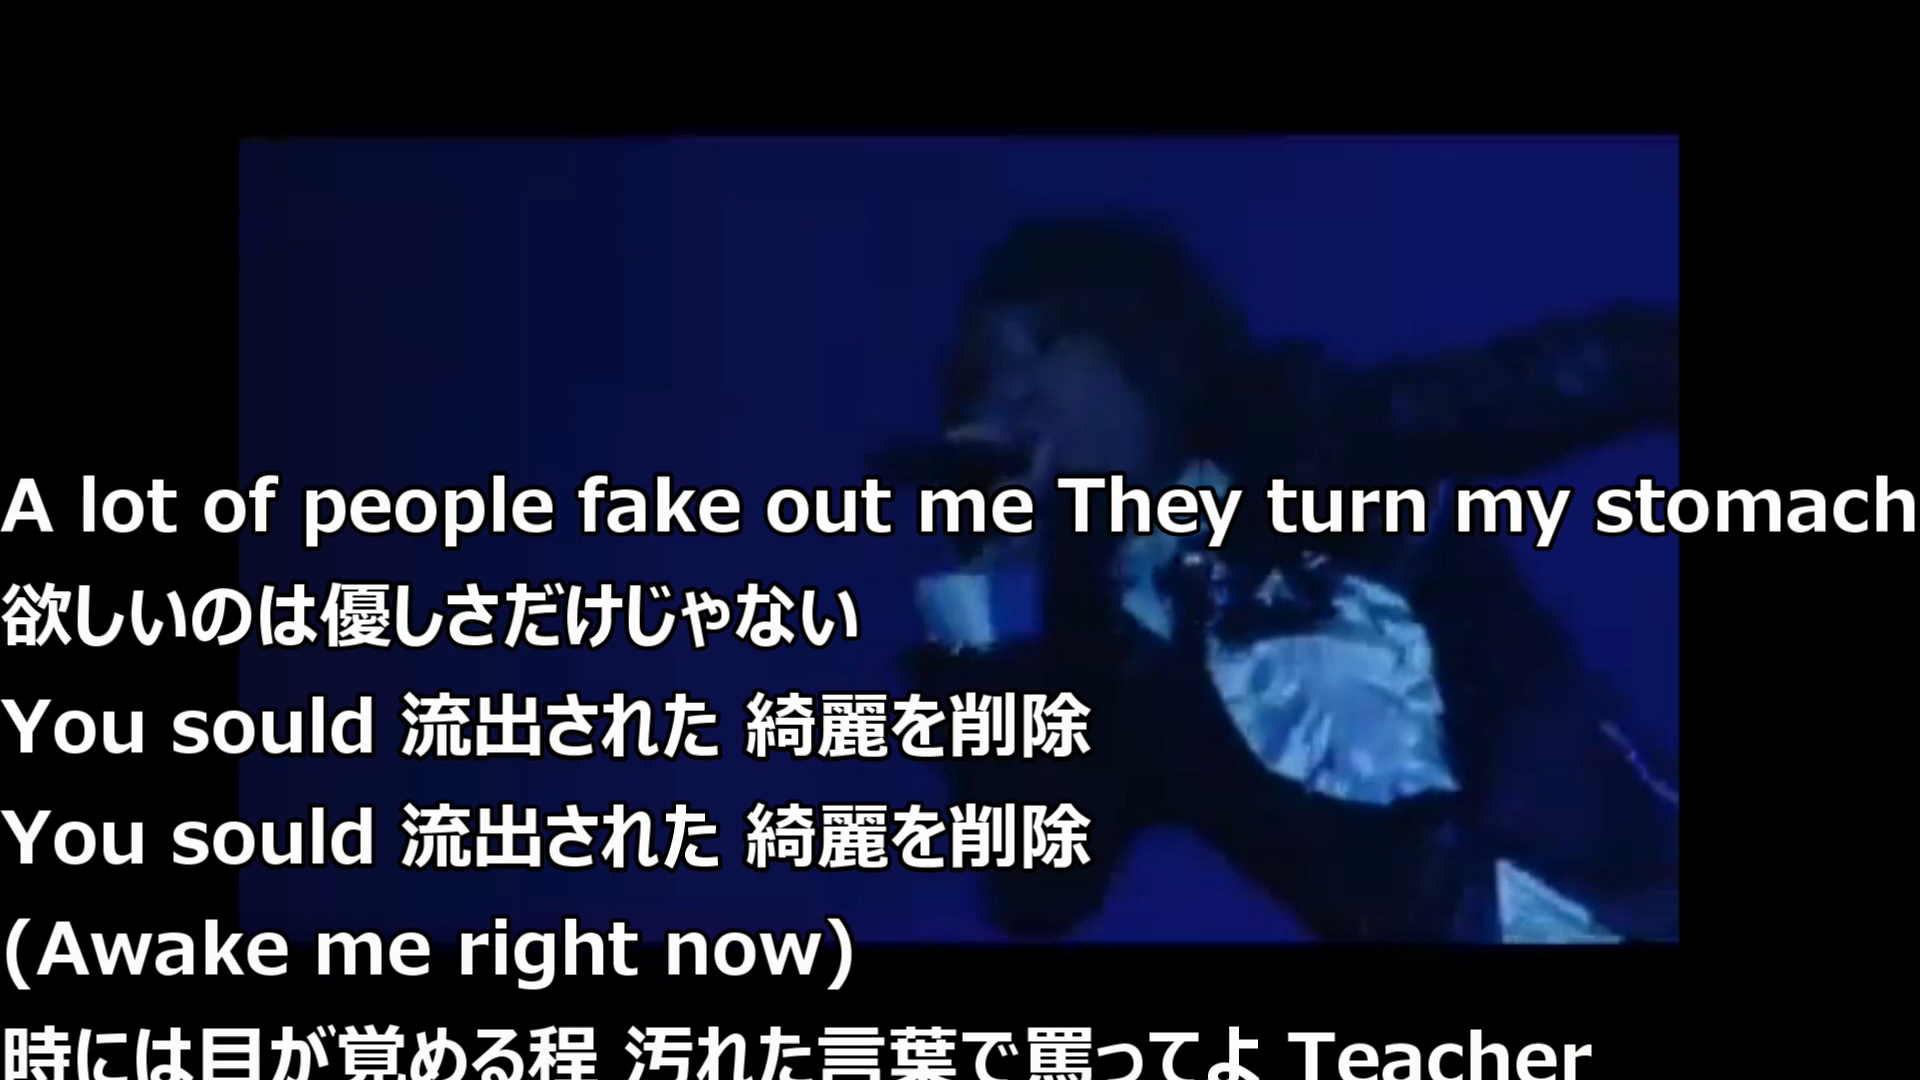 A lot of people fake out me They turn my stomach
欲しいのは優しさだけじゃない
You sould 流出された 綺麗を削除
You sould 流出された 綺麗を削除
(Awake me right now)
時には目が覚める程 汚れた言葉で罵ってよ Teacher